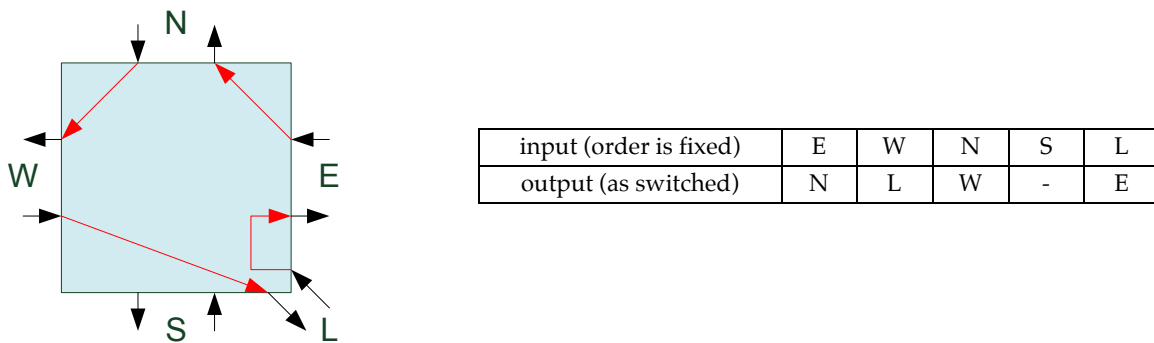 N
W
E
S
L
input (order is fixed) E W N S L
output (as switched) N L W - E